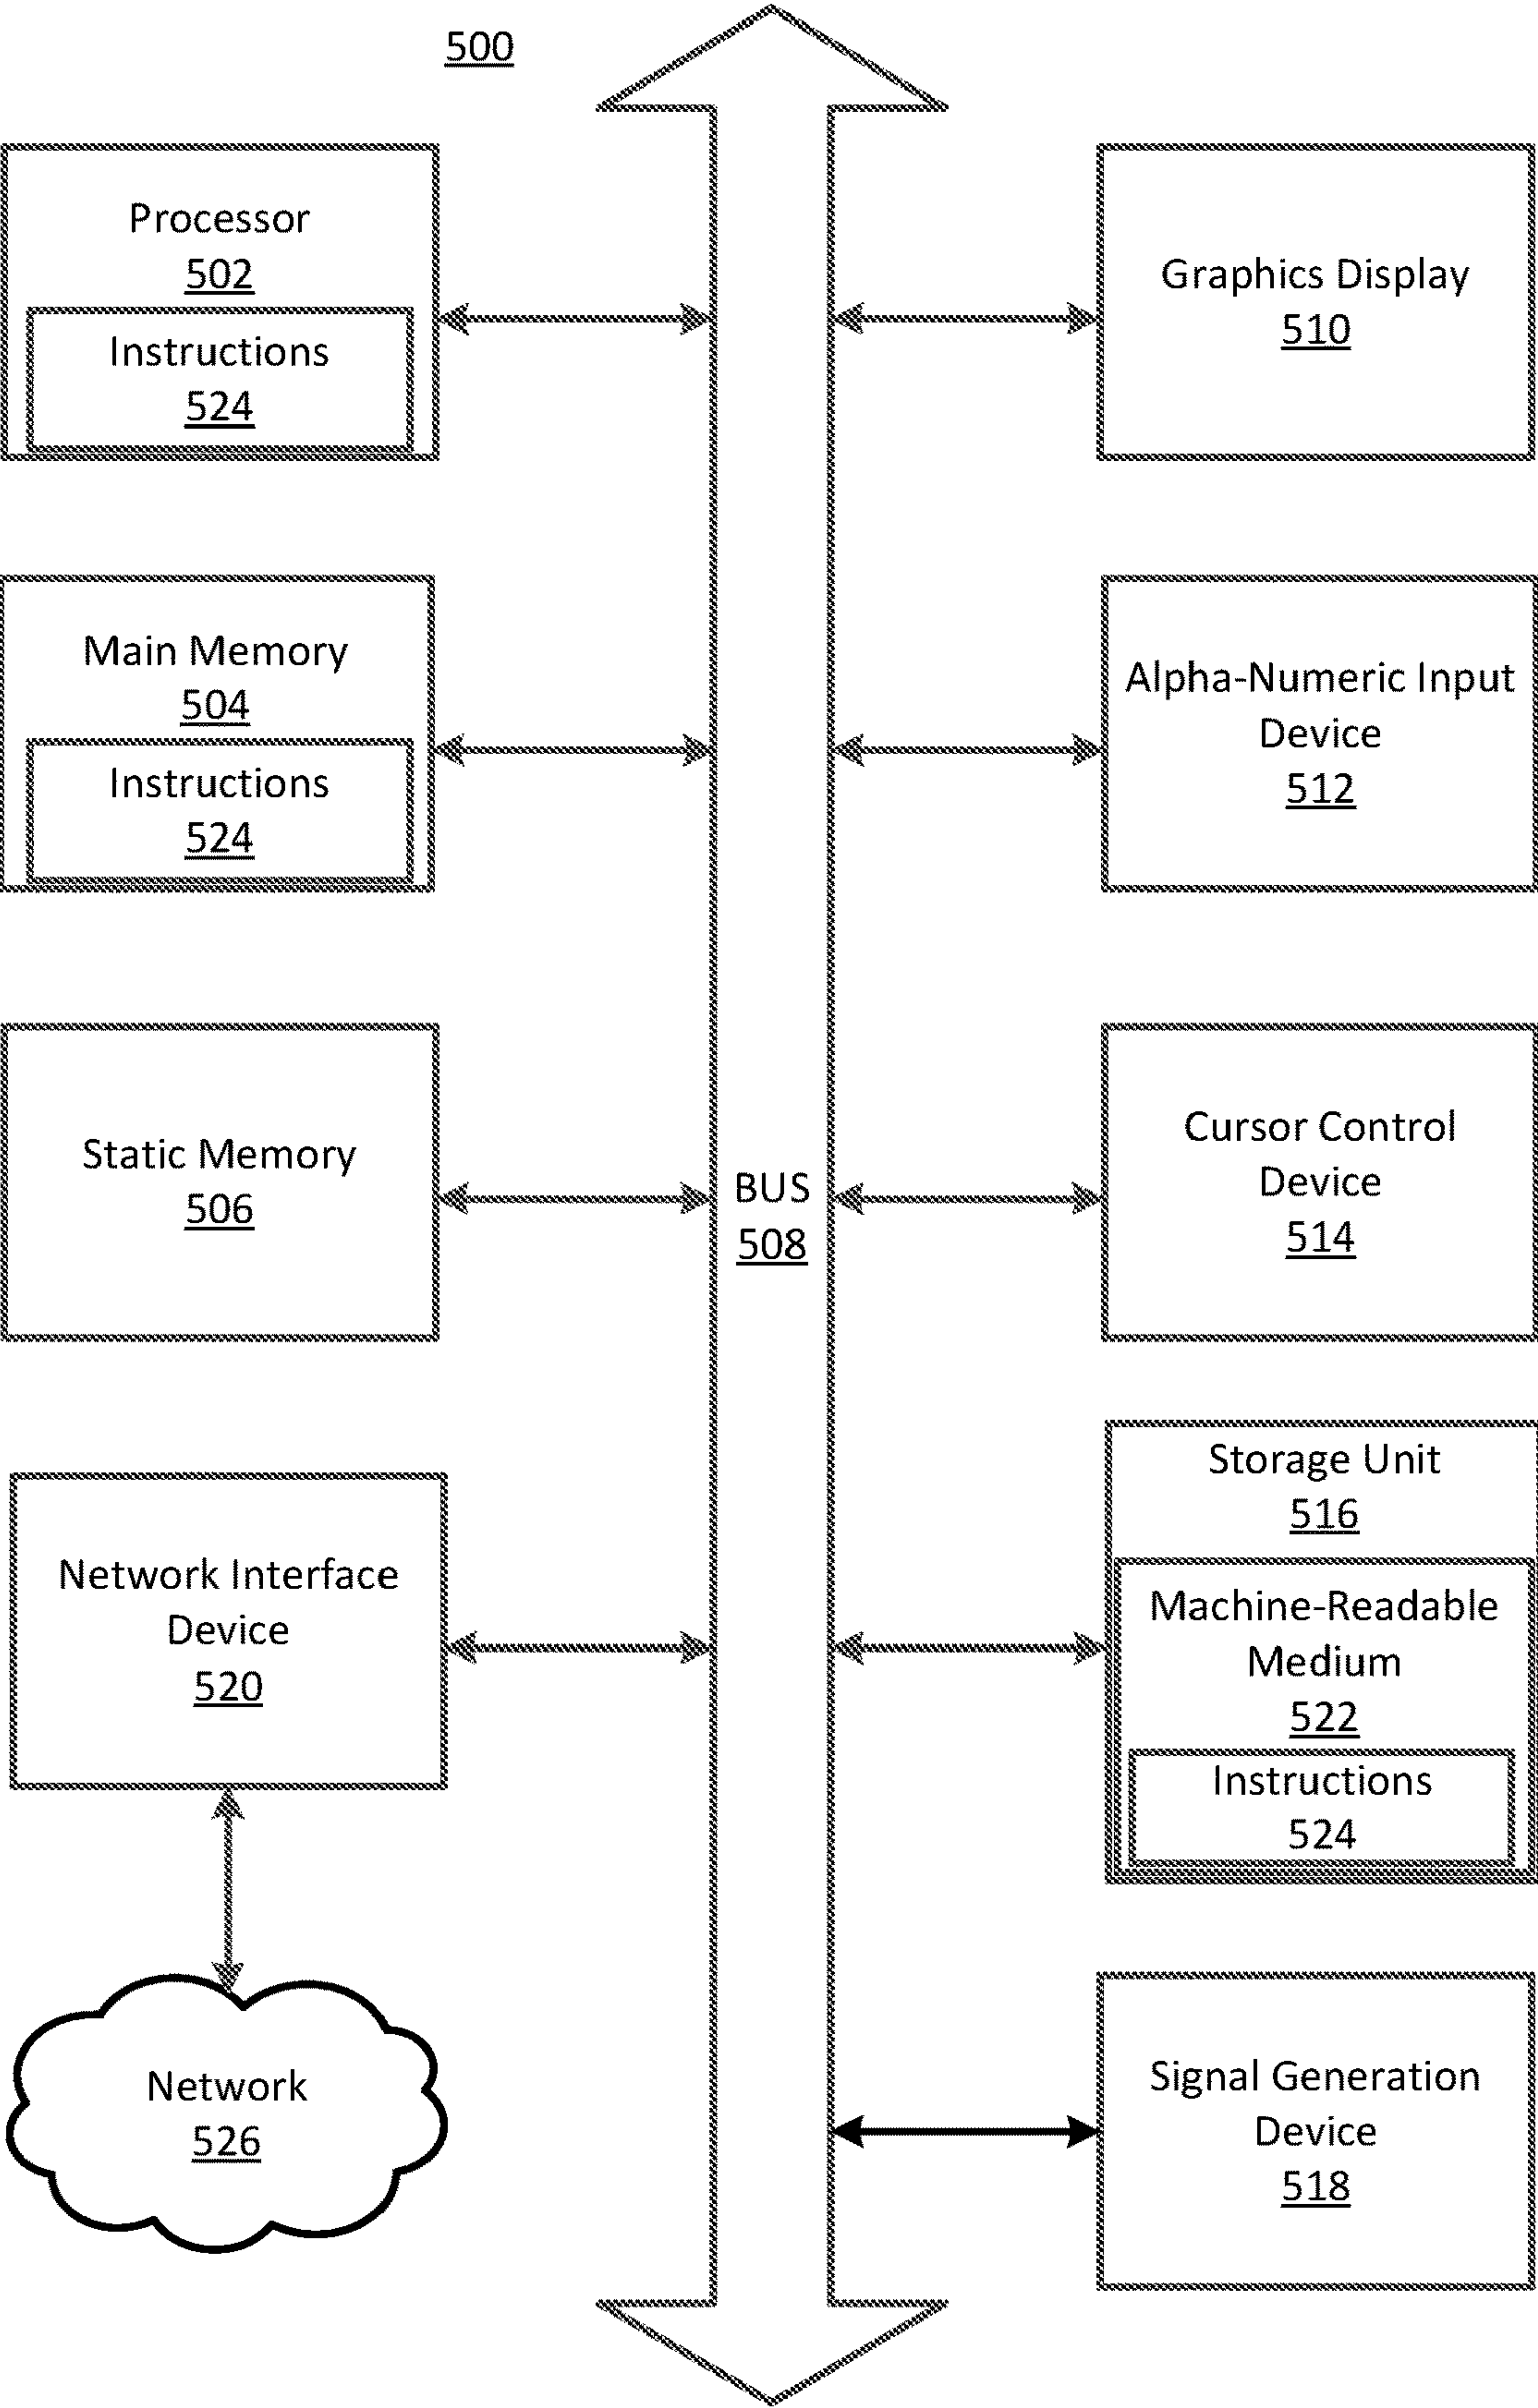 500
Processor
502
Instructions
524
Graphics Display
510
Main Memory
504
Instructions
524
Alpha-Numeric Input
Device
512
Static Memory
506
BUS
508
Cursor Control
Device
514
Network Interface
Device
520
Storage Unit
516
Machine-Readable
Medium
522
Instructions
524
Network
526
Signal Generation
Device
518